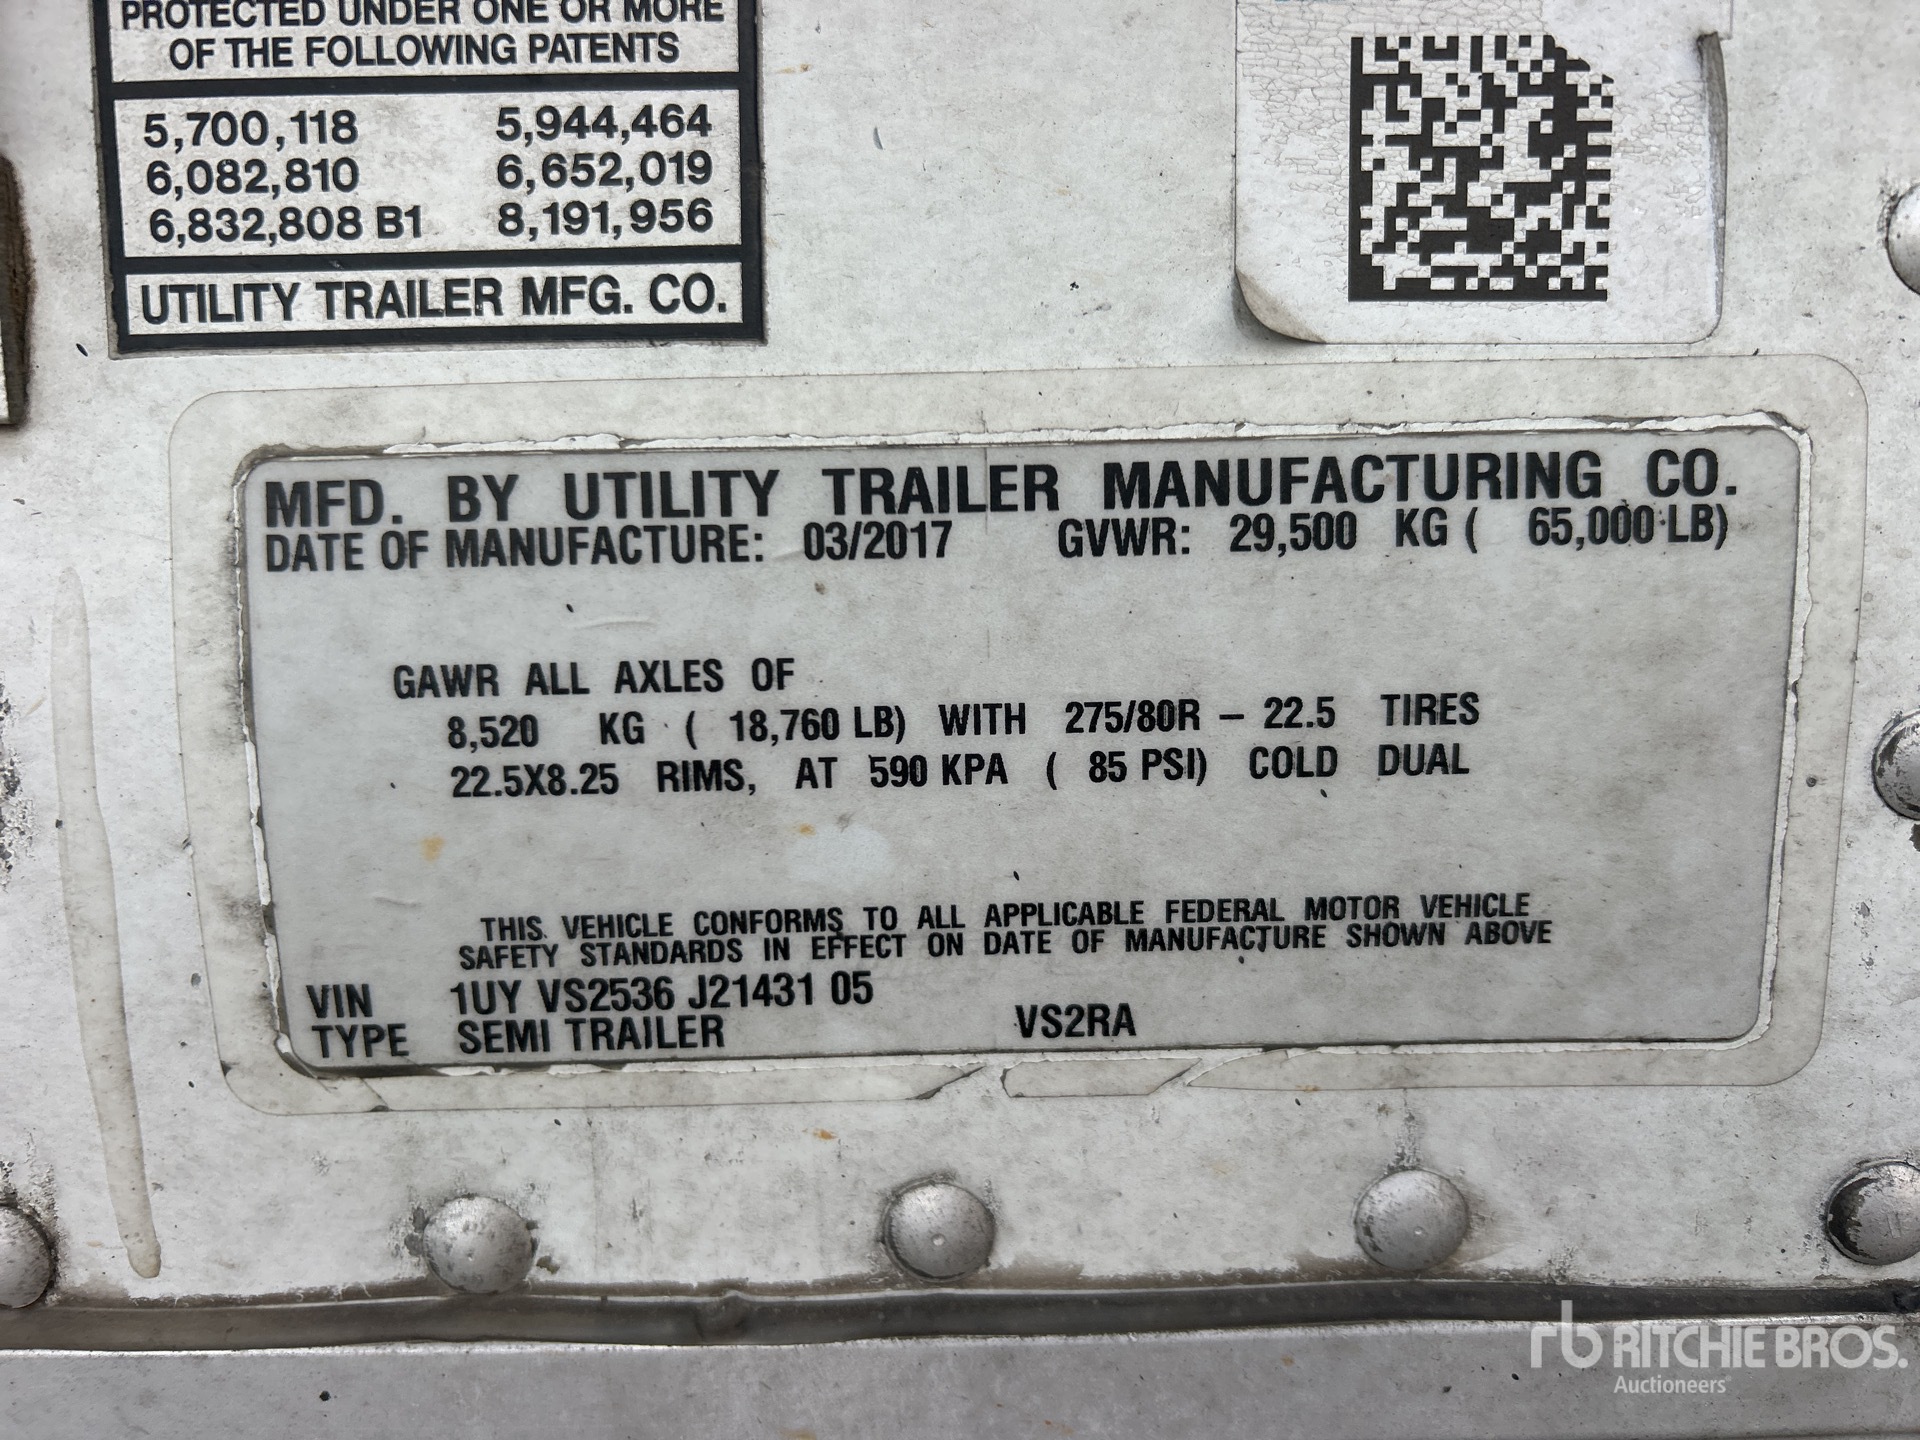 PROTECTED UNDER ONE OR MORE
OF THE FOLLOWING PATENTS
5,700,118 5,944,464
6,082,810 6,652,019
6,832,808 B1 8,191,956
UTILITY TRAILER MFG. CO.
MFD. BY UTILITY TRAILER MANUFACTURING CO.
DATE OF MANUFACTURE: 03/2017 GVWR: 29,500 KG ( 65,000 LB)
GAWR ALL AXLES OF
8,520 KG ( 18,760 LB) WITH 275/80R – 22.5 TIRES
22.5X8.25 RIMS, AT 590 KPA ( 85 PSI) COLD DUAL
THIS VEHICLE CONFORMS TO ALL APPLICABLE FEDERAL MOTOR VEHICLE
SAFETY STANDARDS IN EFFECT ON DATE OF MANUFACTURE SHOWN ABOVE
VIN 1UY VS2536 J21431 05
TYPE SEMI TRAILER VS2RA
rb RITCHIE BROS.
Auctioneers